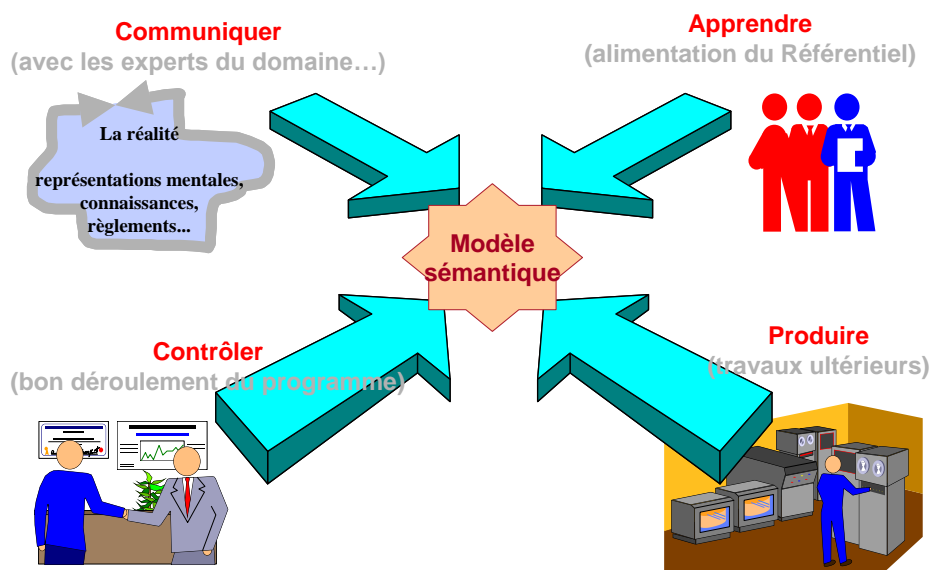 Communiquer
(avec les experts du domaine…)
Apprendre
(alimentation du Référentiel)
La réalité
représentations mentales,
connaissances,
règlements...
Modèle
sémantique
Contrôler
(bon déroulement du programme)
Produire
(travaux ultérieurs)